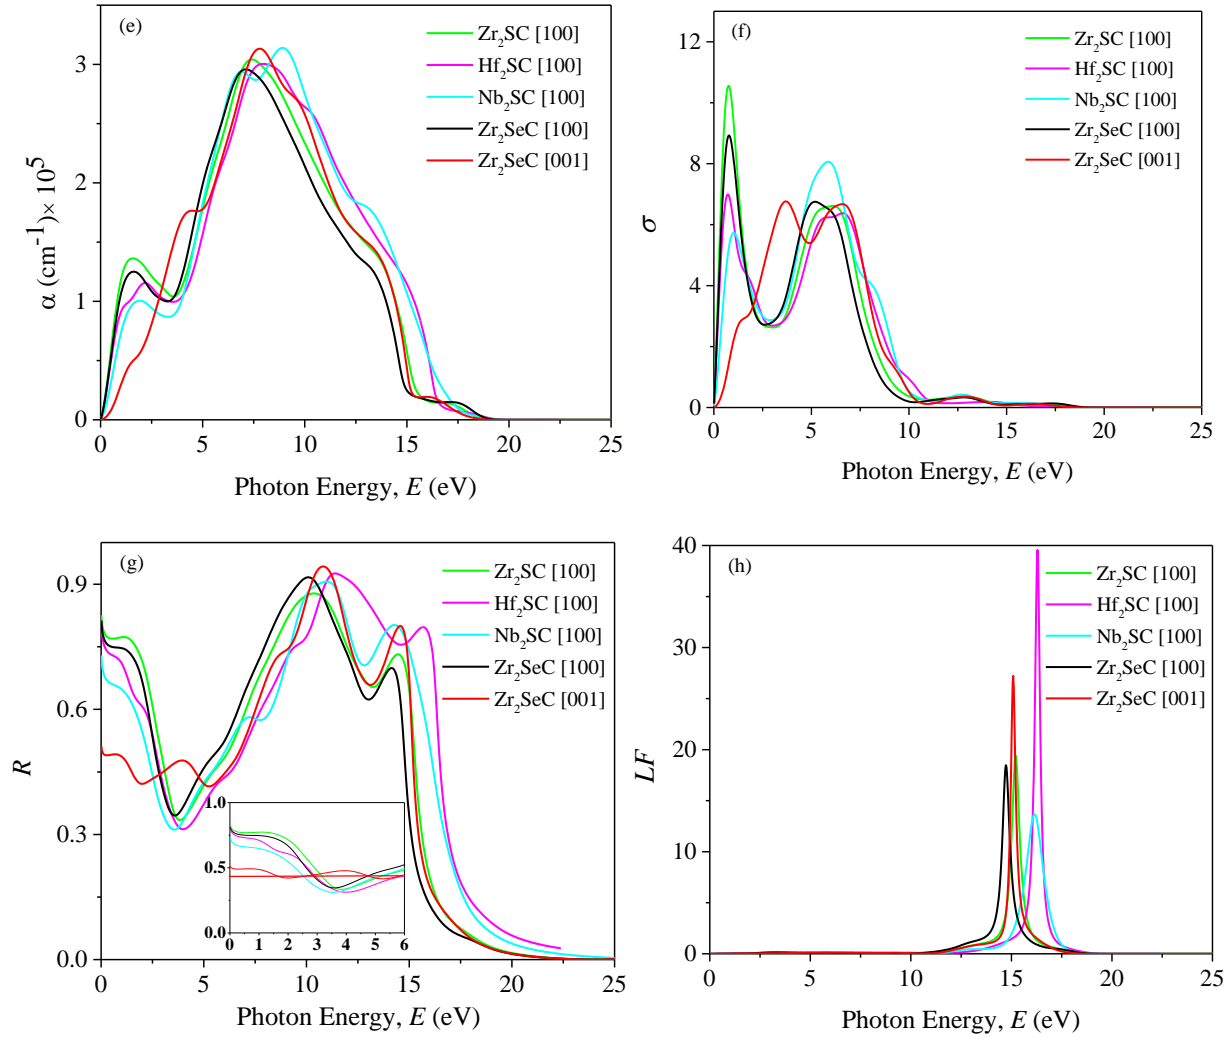 (e)
Zr₂SC [100]
Hf₂SC [100]
Nb₂SC [100]
Zr₂SeC [100]
Zr₂SeC [001]
3
2
1
0
α (cm⁻¹)× 10⁵
0 5 10 15 20 25
Photon Energy, E (eV)
(f)
Zr₂SC [100]
Hf₂SC [100]
Nb₂SC [100]
Zr₂SeC [100]
Zr₂SeC [001]
12
8
4
0
σ
0 5 10 15 20 25
Photon Energy, E (eV)
(g)
Zr₂SC [100]
Hf₂SC [100]
Nb₂SC [100]
Zr₂SeC [100]
Zr₂SeC [001]
0.9
0.6
0.3
0.0
R
1.0
0.5
0.0
0 1 2 3 4 5 6
0 5 10 15 20 25
Photon Energy, E (eV)
(h)
Zr₂SC [100]
Hf₂SC [100]
Nb₂SC [100]
Zr₂SeC [100]
Zr₂SeC [001]
40
30
20
10
0
LF
0 5 10 15 20 25
Photon Energy, E (eV)